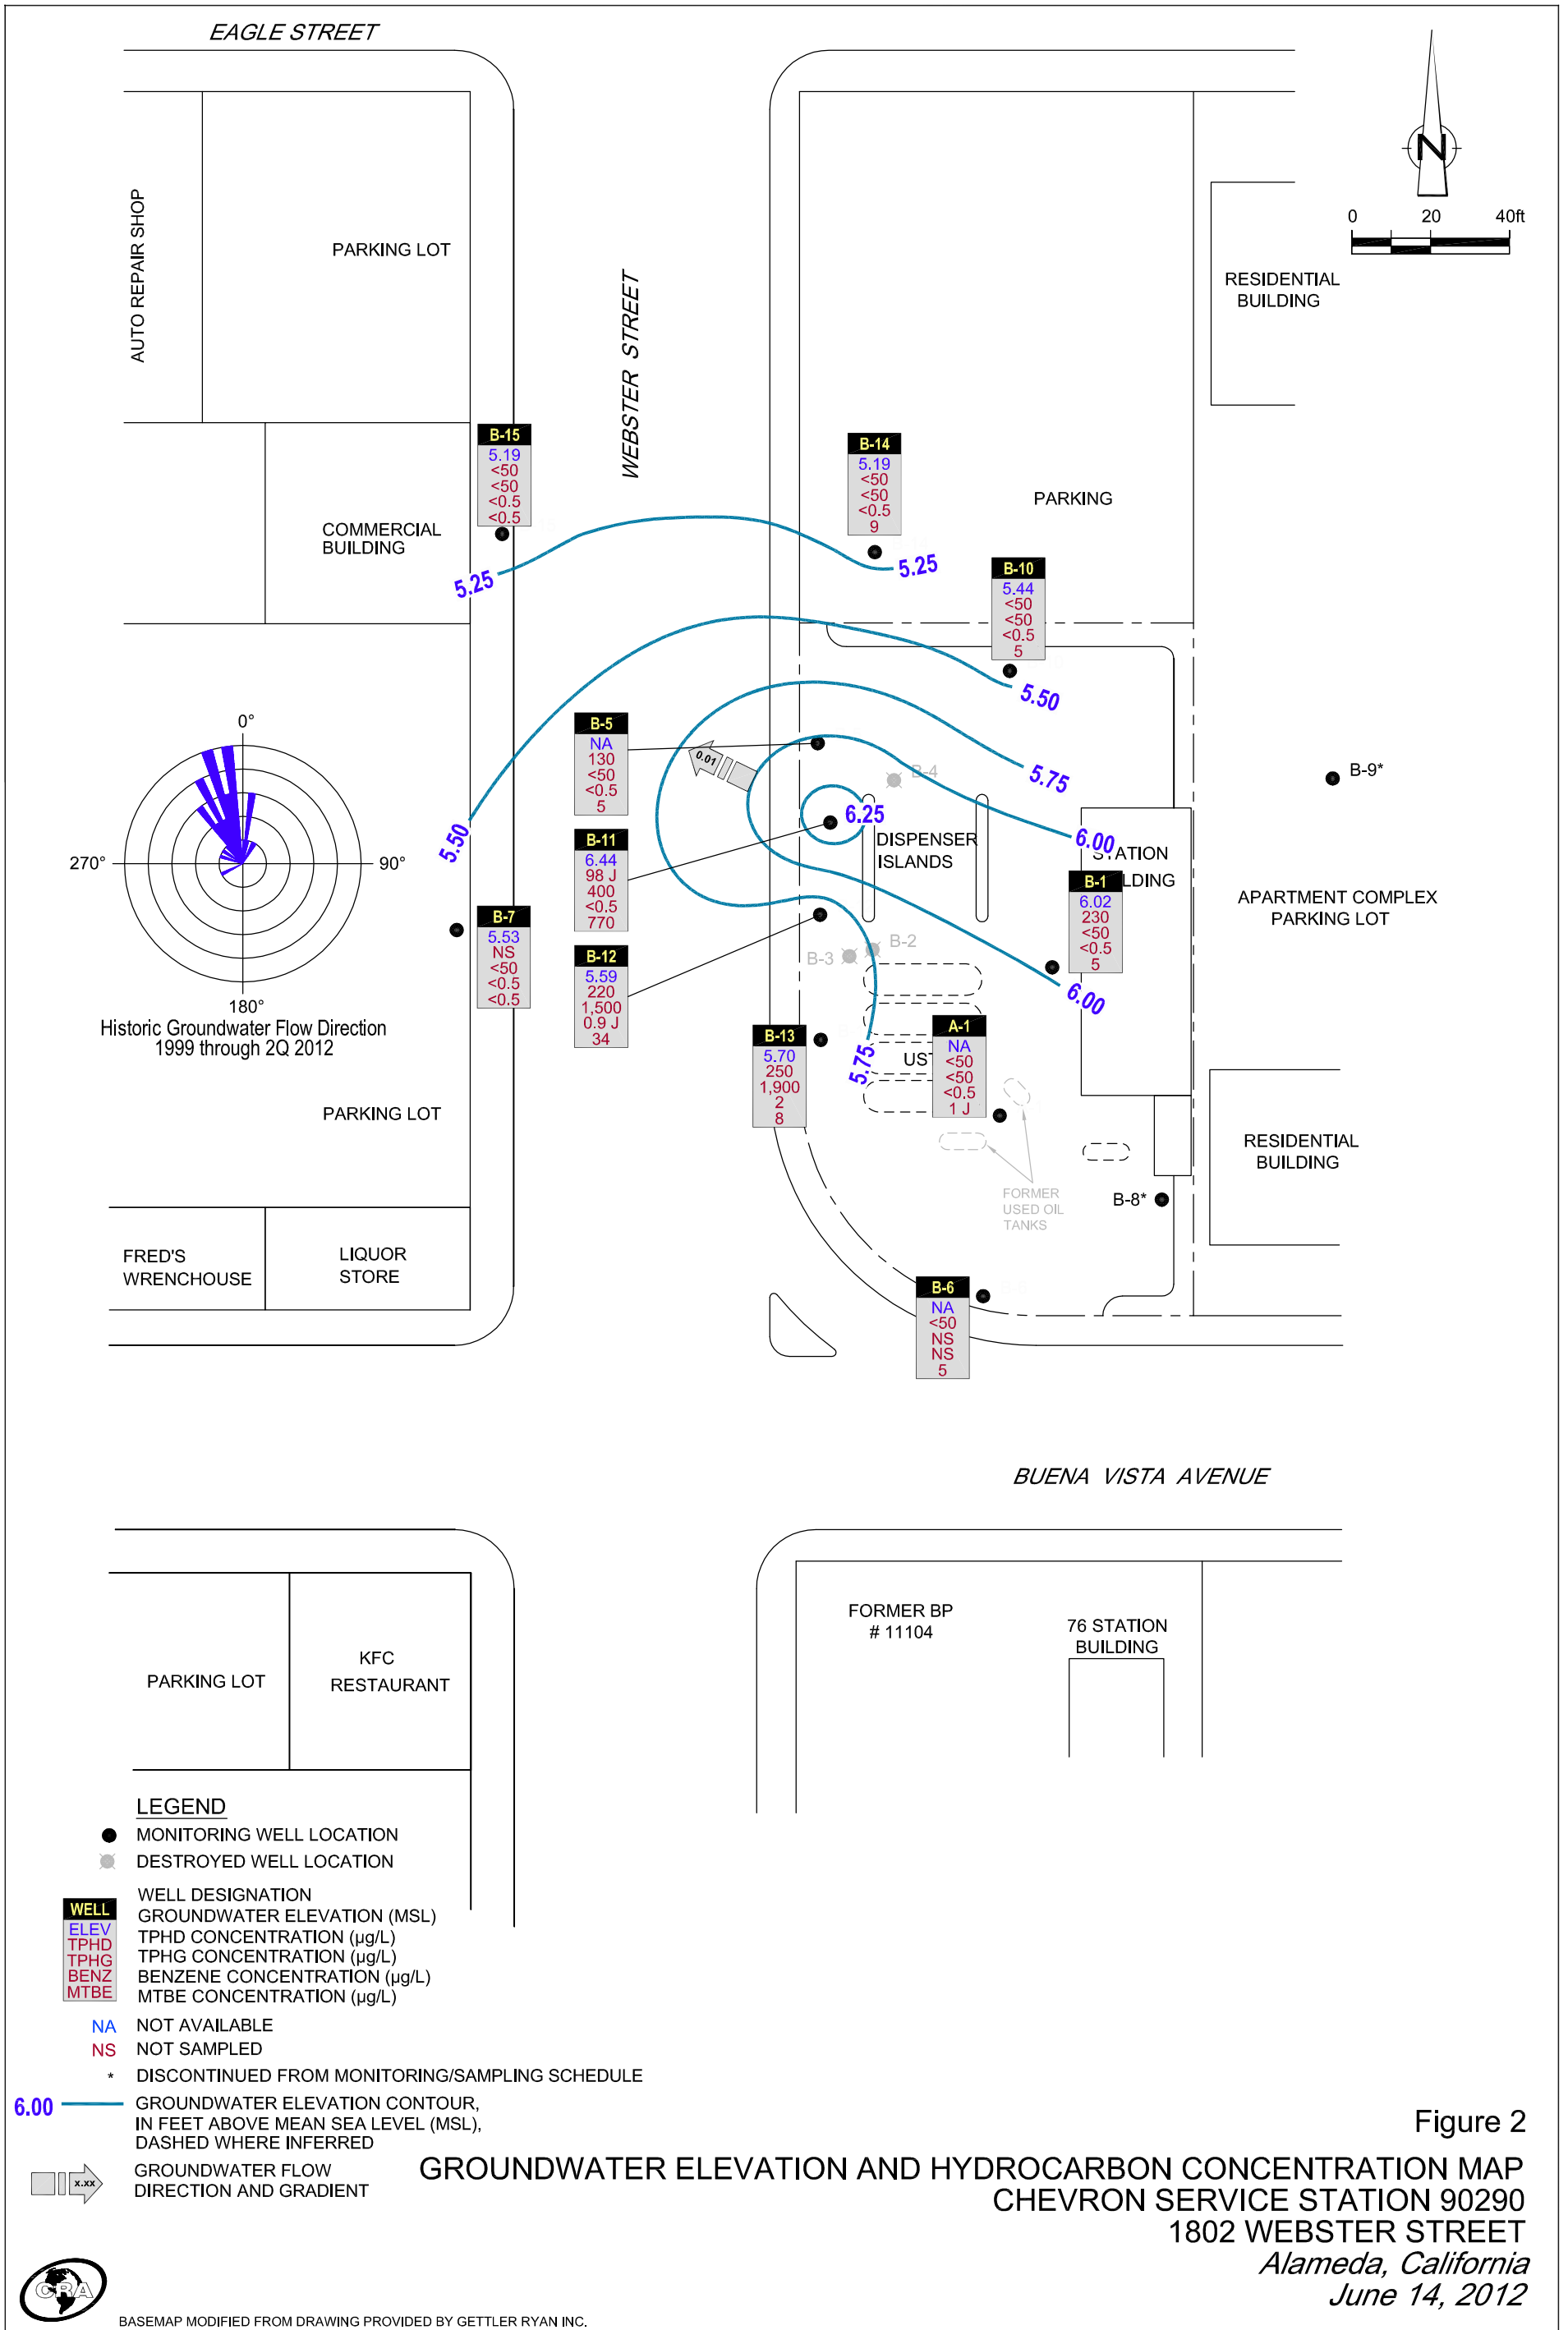 EAGLE STREET
N
0 20 40ft
AUTO REPAIR SHOP
PARKING LOT
WEBSTER STREET
RESIDENTIAL
BUILDING
B-15
5.19
<50
<50
<0.5
<0.5
B-14
5.19
<50
<50
<0.5
9
PARKING
COMMERCIAL
BUILDING
5.25
5.25
B-10
5.44
<50
<50
<0.5
5
5.50
0°
270°
90°
180°
Historic Groundwater Flow Direction
1999 through 2Q 2012
B-5
NA
130
<50
<0.5
5
0.01
B-4
5.75
B-9*
6.25
5.50
DISPENSER
ISLANDS
6.00
STATION
LDING
B-11
6.44
98 J
400
<0.5
770
B-1
6.02
230
<50
<0.5
5
APARTMENT COMPLEX
PARKING LOT
B-7
5.53
NS
<50
<0.5
<0.5
B-12
5.59
220
1,500
0.9 J
34
B-2
B-3
6.00
B-13
5.70
250
1,900
2
8
5.75
UST
A-1
NA
<50
<50
<0.5
1 J
PARKING LOT
RESIDENTIAL
BUILDING
FORMER
USED OIL
TANKS
B-8*
FRED'S
WRENCHOUSE
LIQUOR
STORE
B-6
NA
<50
NS
NS
5
BUENA VISTA AVENUE
FORMER BP
# 11104
76 STATION
BUILDING
PARKING LOT
KFC
RESTAURANT
LEGEND
MONITORING WELL LOCATION
DESTROYED WELL LOCATION
WELL WELL DESIGNATION
ELEV GROUNDWATER ELEVATION (MSL)
TPHD TPHD CONCENTRATION (µg/L)
TPHG TPHG CONCENTRATION (µg/L)
BENZ BENZENE CONCENTRATION (µg/L)
MTBE MTBE CONCENTRATION (µg/L)
NA NOT AVAILABLE
NS NOT SAMPLED
* DISCONTINUED FROM MONITORING/SAMPLING SCHEDULE
6.00 GROUNDWATER ELEVATION CONTOUR,
IN FEET ABOVE MEAN SEA LEVEL (MSL),
DASHED WHERE INFERRED
x.xx GROUNDWATER FLOW
DIRECTION AND GRADIENT
Figure 2
GROUNDWATER ELEVATION AND HYDROCARBON CONCENTRATION MAP
CHEVRON SERVICE STATION 90290
1802 WEBSTER STREET
Alameda, California
June 14, 2012
CRA
BASEMAP MODIFIED FROM DRAWING PROVIDED BY GETTLER RYAN INC.